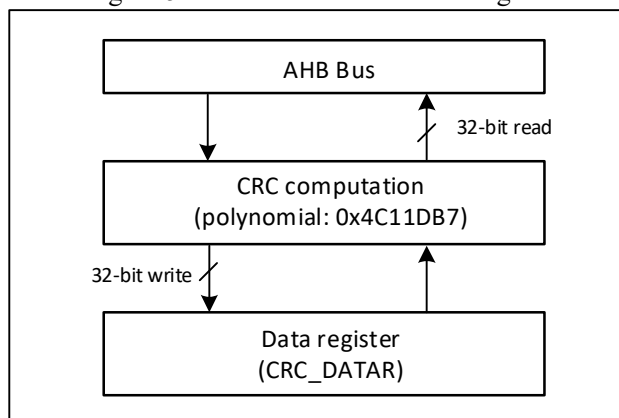 AHB Bus
32-bit read
CRC computation
(polynomial: 0x4C11DB7)
32-bit write
Data register
(CRC_DATAR)